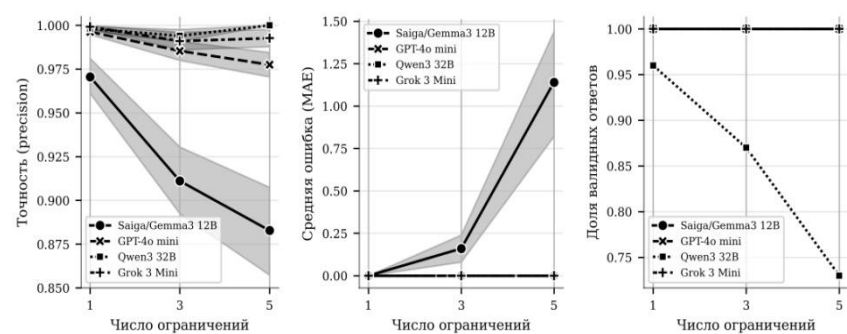 Точность (precision)
1.000
0.975
0.950
0.925
0.900
0.875
0.850
Saiga/Gemma3 12B
GPT-4o mini
Qwen3 32B
Grok 3 Mini
1 3 5
Число ограничений
Средняя ошибка (MAE)
1.50
1.25
1.00
0.75
0.50
0.25
0.00
Saiga/Gemma3 12B
GPT-4o mini
Qwen3 32B
Grok 3 Mini
1 3 5
Число ограничений
Доля валидных ответов
1.00
0.95
0.90
0.85
0.80
0.75
Saiga/Gemma3 12B
GPT-4o mini
Qwen3 32B
Grok 3 Mini
1 3 5
Число ограничений